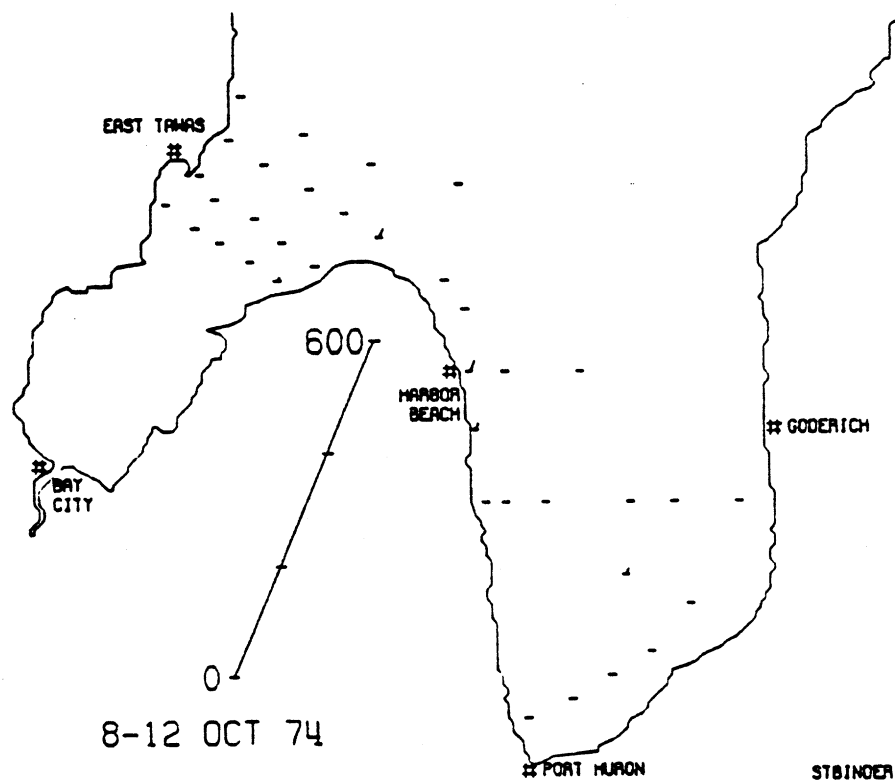 EAST TAWAS
#
600
#
HARBOR
BEACH
# GODERICH
#
BAY
CITY
0
8-12 OCT 74
# PORT HURON
STBINDER